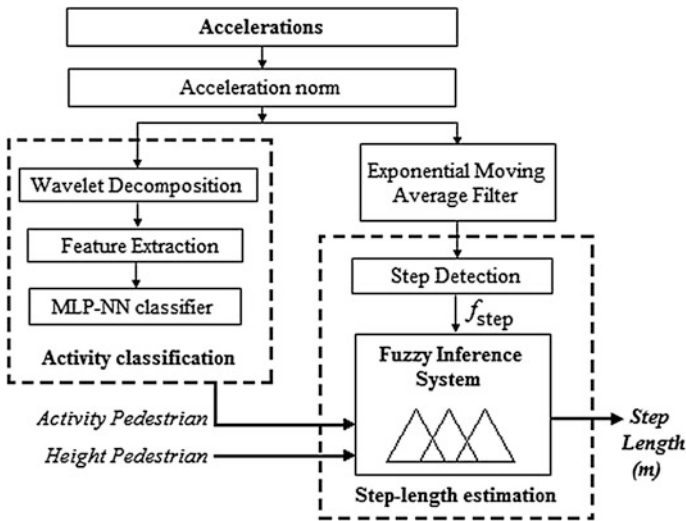 Accelerations
Acceleration norm
Wavelet Decomposition
Feature Extraction
MLP-NN classifier
Activity classification
Exponential Moving
Average Filter
Step Detection
fstep
Fuzzy Inference
System
Step-length estimation
Activity Pedestrian
Height Pedestrian
Step
Length
(m)